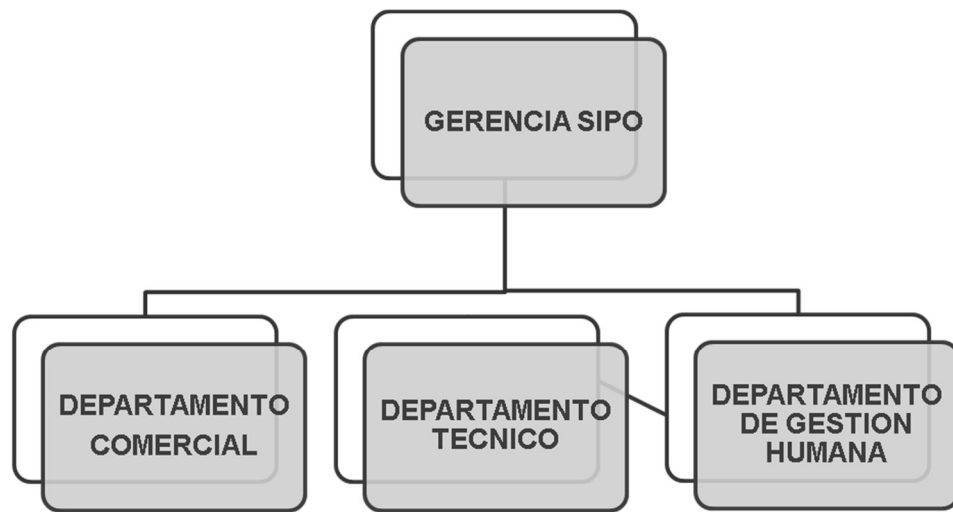 GERENCIA SIPO
DEPARTAMENTO
COMERCIAL
DEPARTAMENTO
TECNICO
DEPARTAMENTO
DE GESTION
HUMANA